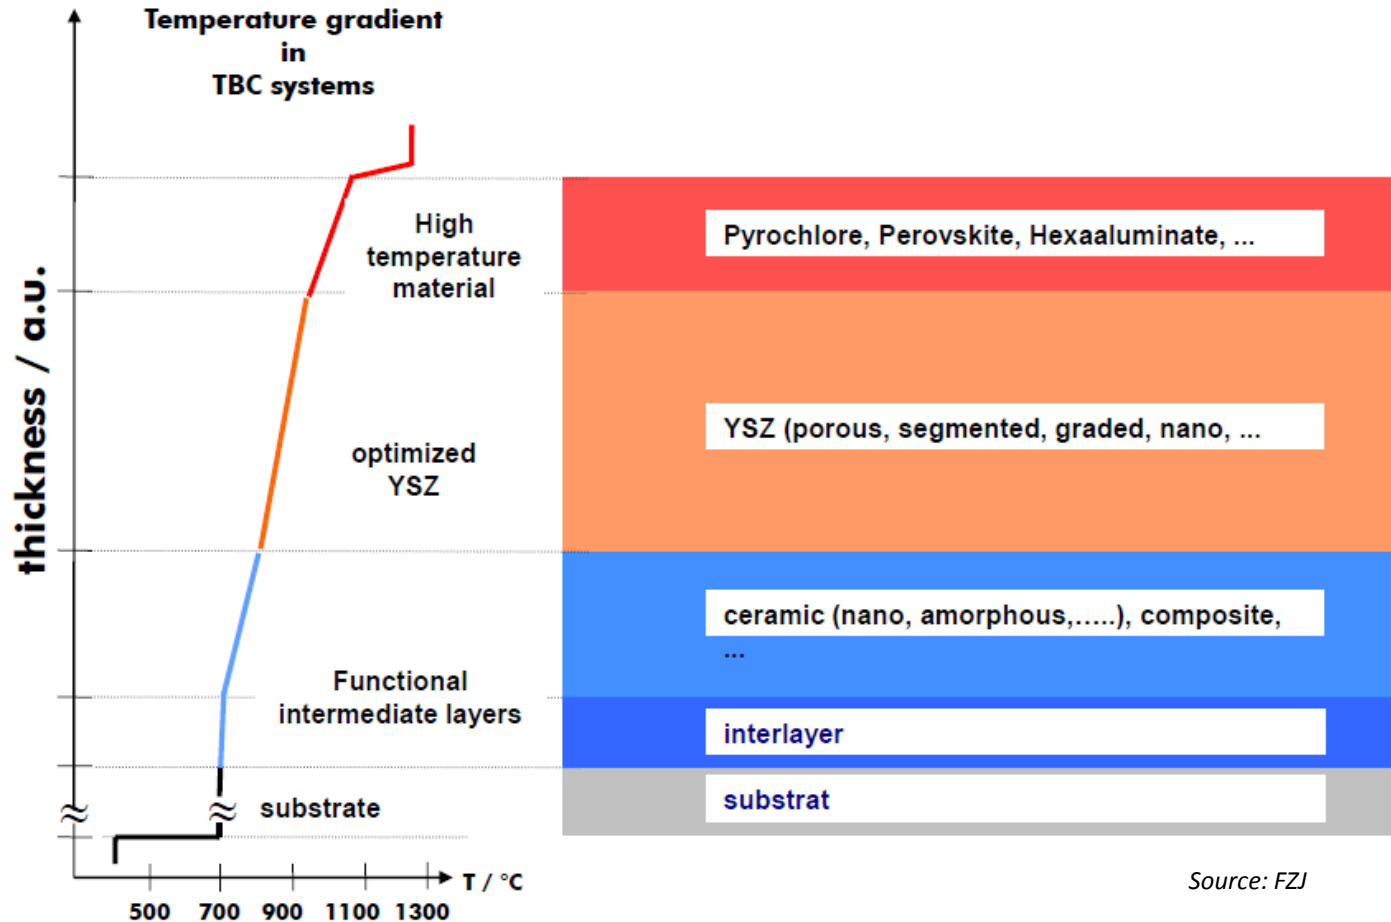 Temperature gradient
in
TBC systems
thickness / a.u.
High
temperature
material
optimized
YSZ
Functional
intermediate layers
substrate
Pyrochlore, Perovskite, Hexaaluminate, ...
YSZ (porous, segmented, graded, nano, ...
ceramic (nano, amorphous,…..), composite,
...
interlayer
substrat
T / °C
500 700 900 1100 1300
Source: FZJ